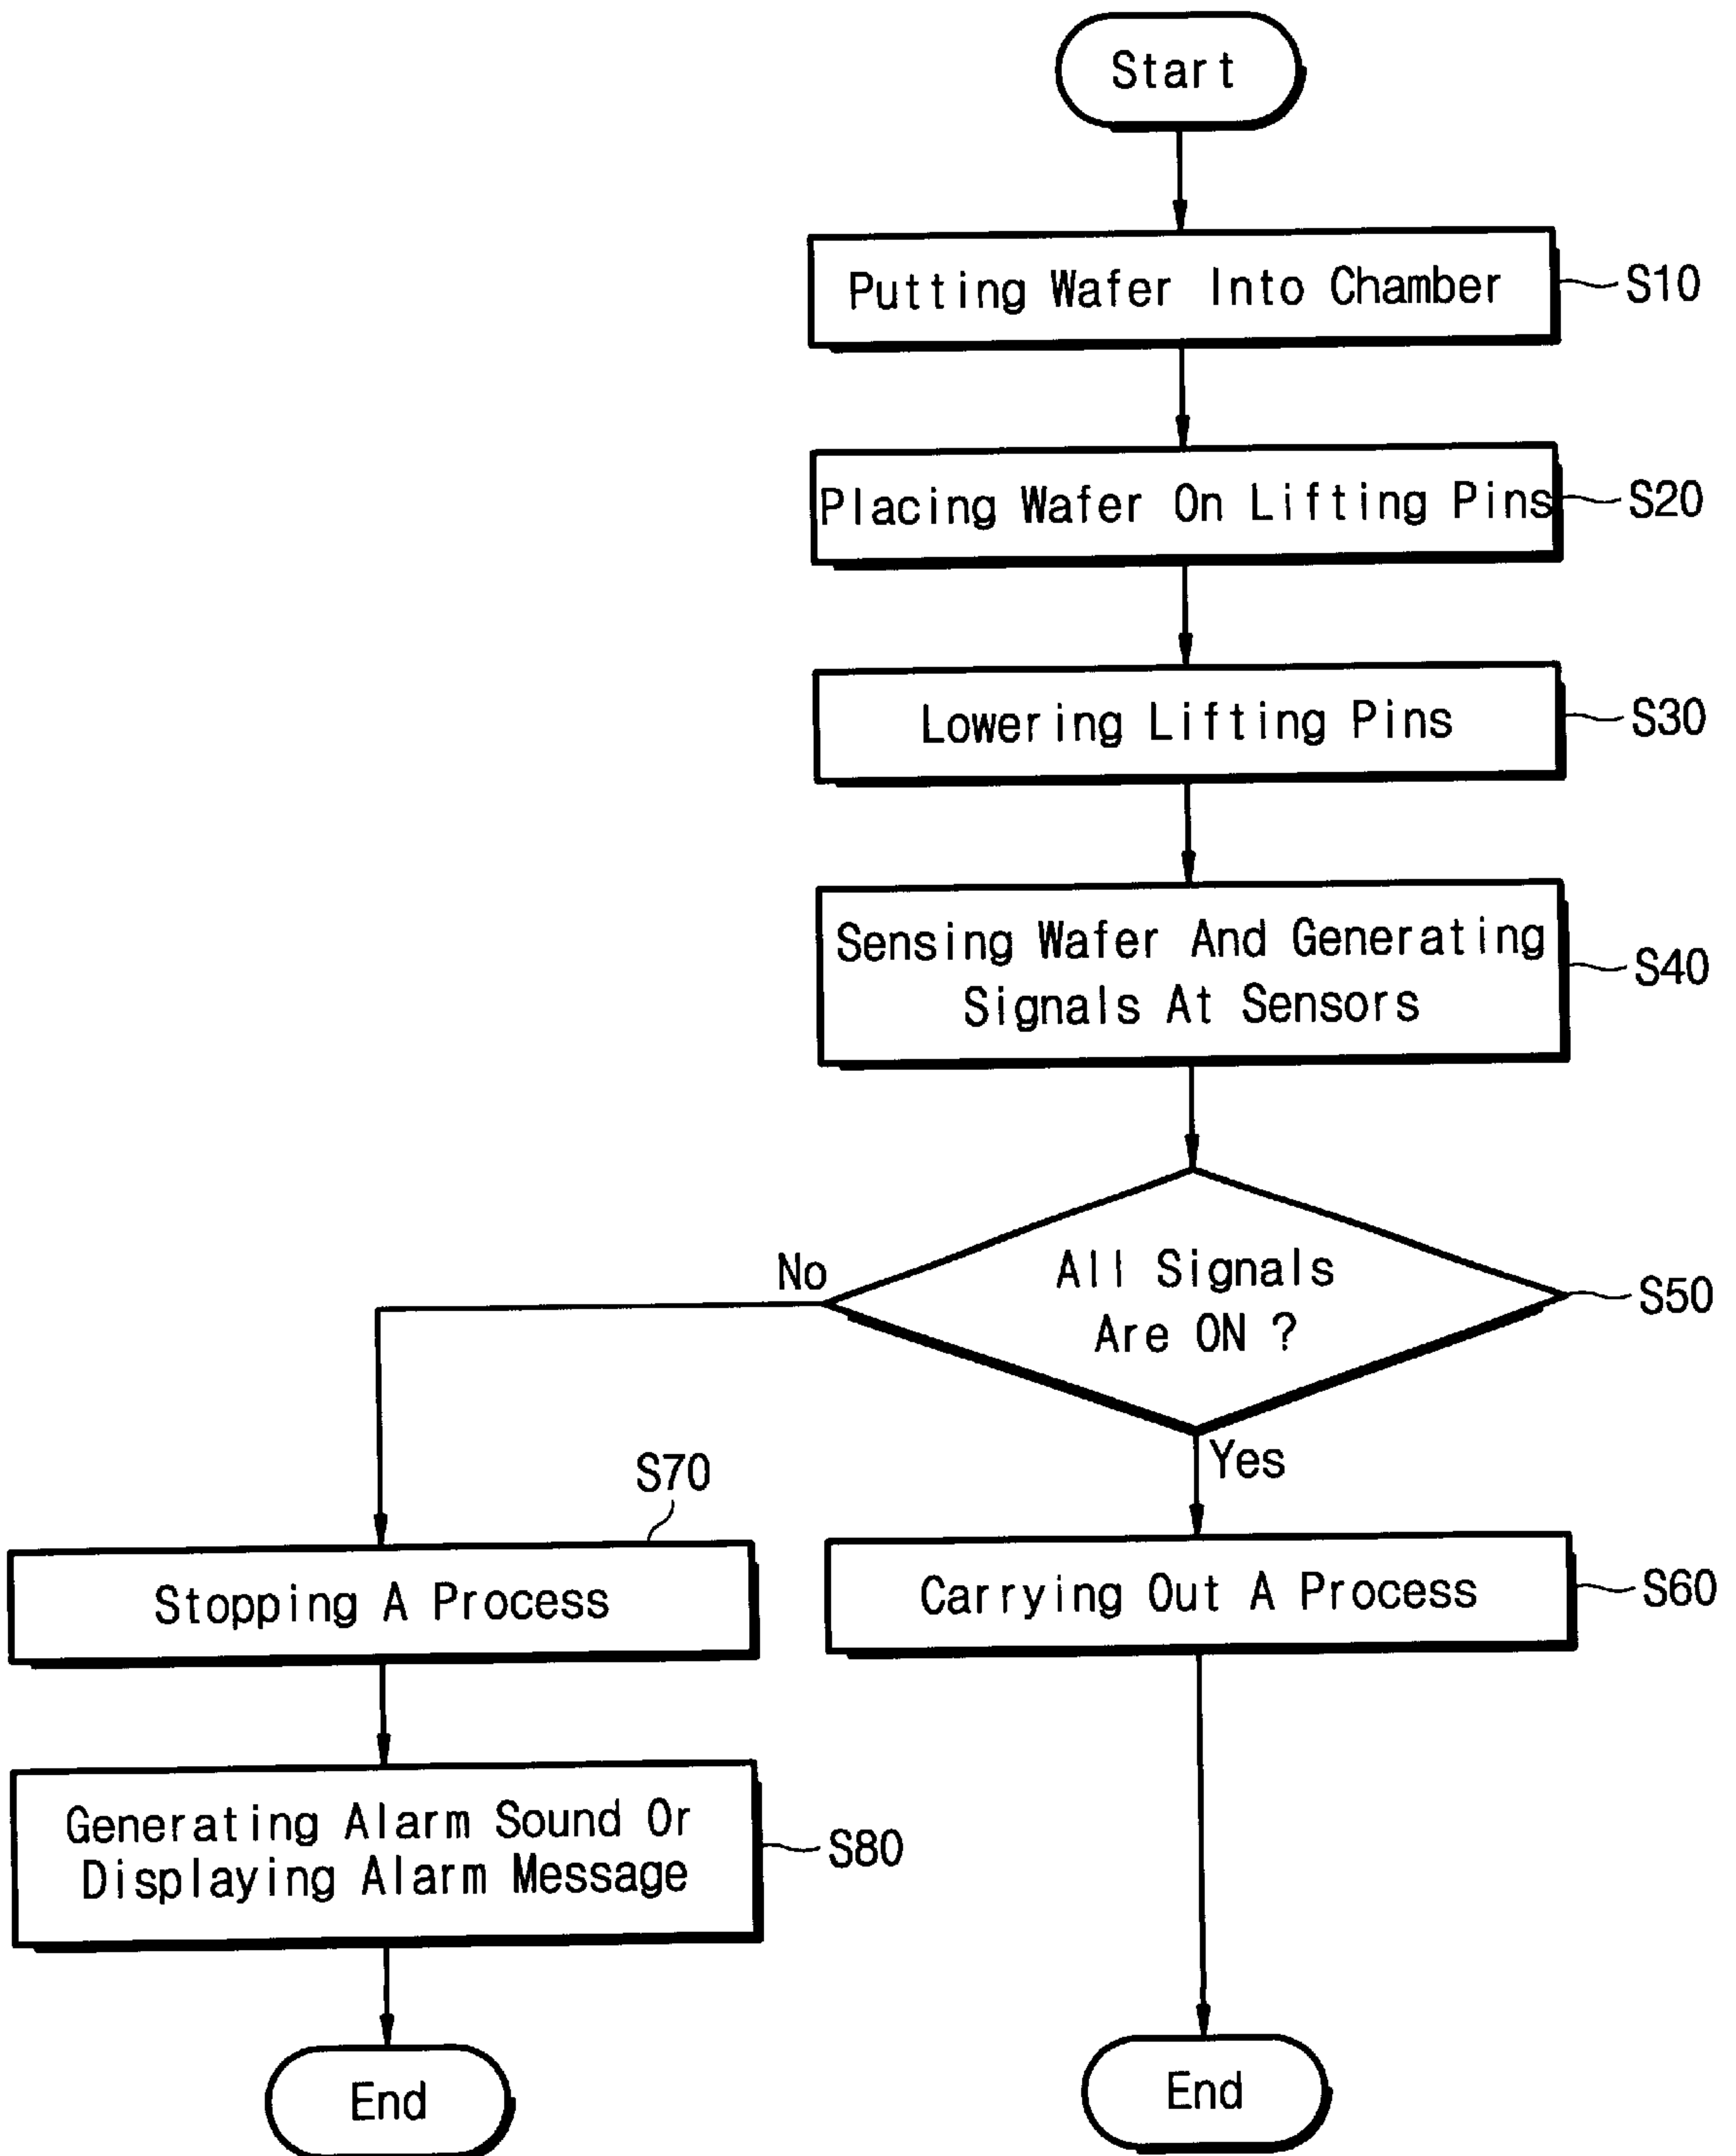 Start
Putting Wafer Into Chamber
S10
Placing Wafer On Lifting Pins
S20
Lowering Lifting Pins
S30
Sensing Wafer And Generating
Signals At Sensors
S40
All Signals
Are ON ?
S50
No
Yes
S70
Stopping A Process
Carrying Out A Process
S60
Generating Alarm Sound Or
Displaying Alarm Message
S80
End
End